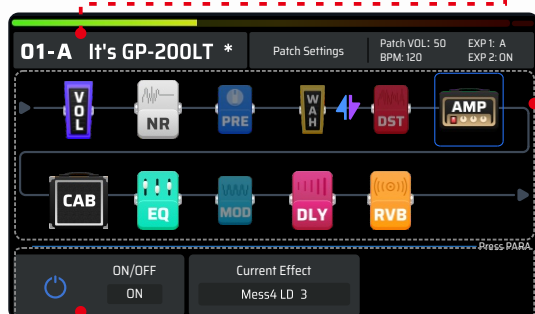 01-A It's GP-200LT *
Patch Settings
Patch VOL: 50 EXP 1: A
BPM: 120 EXP 2: ON
VOL NR PRE WAH DST AMP
CAB EQ MOD DLY RVB
Press PARA
ON/OFF Current Effect
ON Mess4 LD 3